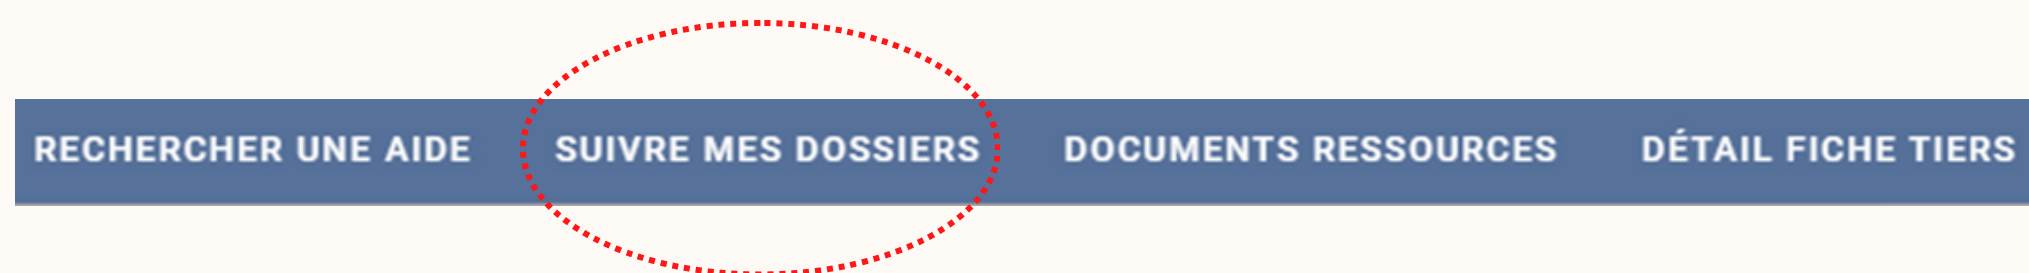 RECHERCHER UNE AIDE SUIVRE MES DOSSIERS DOCUMENTS RESSOURCES DÉTAIL FICHE TIERS